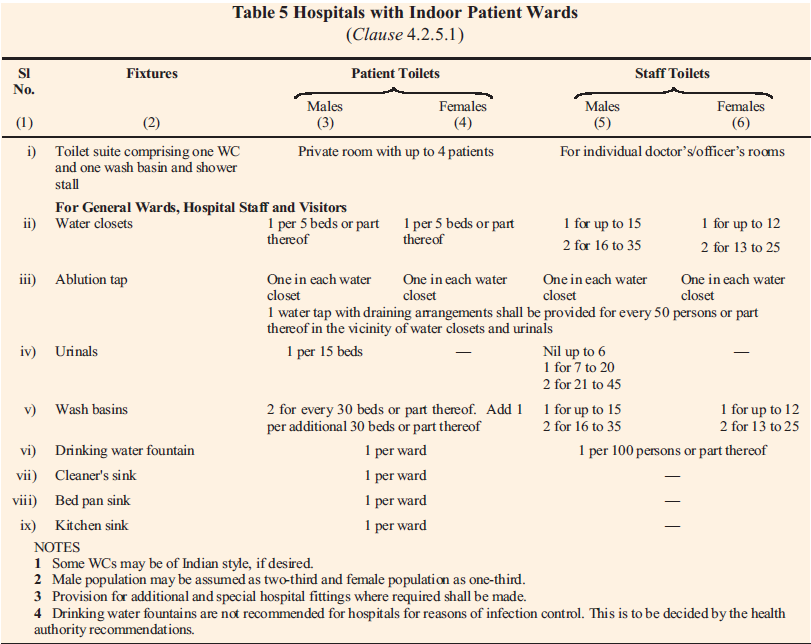 Table 5 Hospitals with Indoor Patient Wards
(Clause 4.2.5.1)
Sl No. Fixtures Patient Toilets Staff Toilets
Males Females Males Females
(1) (2) (3) (4) (5) (6)
i) Toilet suite comprising one WC Private room with up to 4 patients For individual doctor's/officer's rooms
and one wash basin and shower
stall
For General Wards, Hospital Staff and Visitors
ii) Water closets 1 per 5 beds or part 1 per 5 beds or part 1 for up to 15 1 for up to 12
thereof thereof 2 for 16 to 35 2 for 13 to 25
iii) Ablution tap One in each water One in each water One in each water One in each water
closet closet closet closet
1 water tap with draining arrangements shall be provided for every 50 persons or part
thereof in the vicinity of water closets and urinals
iv) Urinals 1 per 15 beds — Nil up to 6 —
1 for 7 to 20
2 for 21 to 45
v) Wash basins 2 for every 30 beds or part thereof. Add 1 1 for up to 15 1 for up to 12
per additional 30 beds or part thereof 2 for 16 to 35 2 for 13 to 25
vi) Drinking water fountain 1 per ward 1 per 100 persons or part thereof
vii) Cleaner's sink 1 per ward —
viii) Bed pan sink 1 per ward —
ix) Kitchen sink 1 per ward —
NOTES
1 Some WCs may be of Indian style, if desired.
2 Male population may be assumed as two-third and female population as one-third.
3 Provision for additional and special hospital fittings where required shall be made.
4 Drinking water fountains are not recommended for hospitals for reasons of infection control. This is to be decided by the health
authority recommendations.